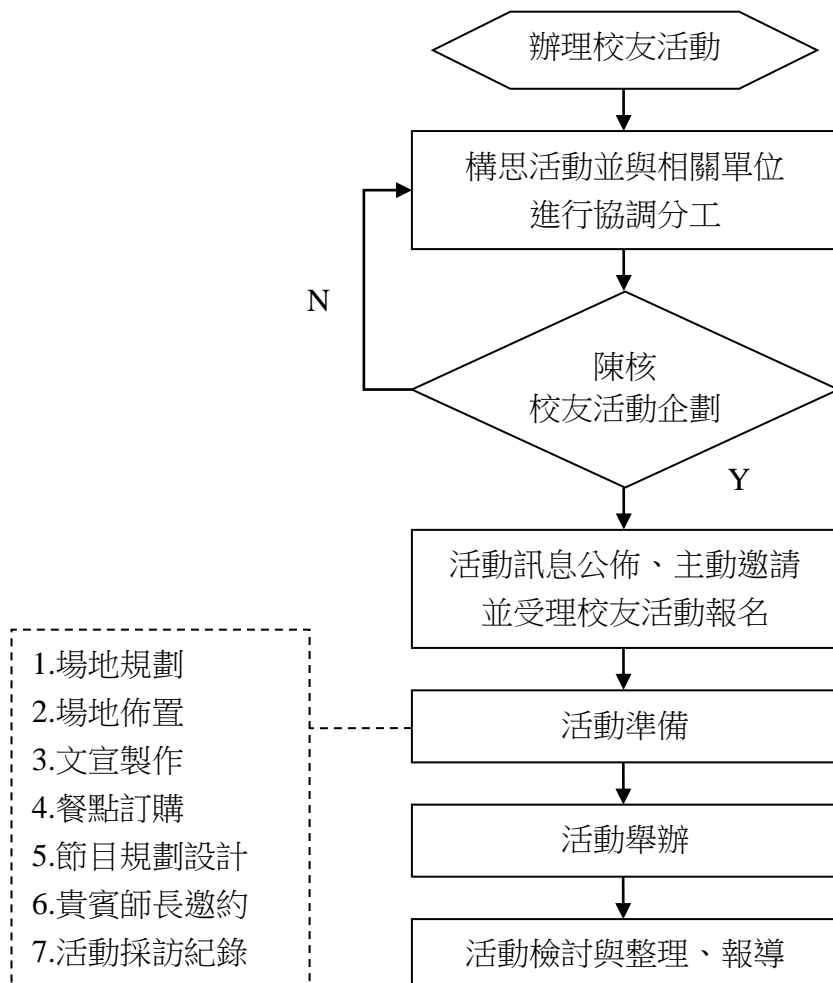 辦理校友活動
構思活動並與相關單位
進行協調分工
N
陳核
校友活動企劃
Y
活動訊息公佈、主動邀請
並受理校友活動報名
1.場地規劃
2.場地佈置
3.文宣製作
4.餐點訂購
5.節目規劃設計
6.貴賓師長邀約
7.活動採訪紀錄
活動準備
活動舉辦
活動檢討與整理、報導